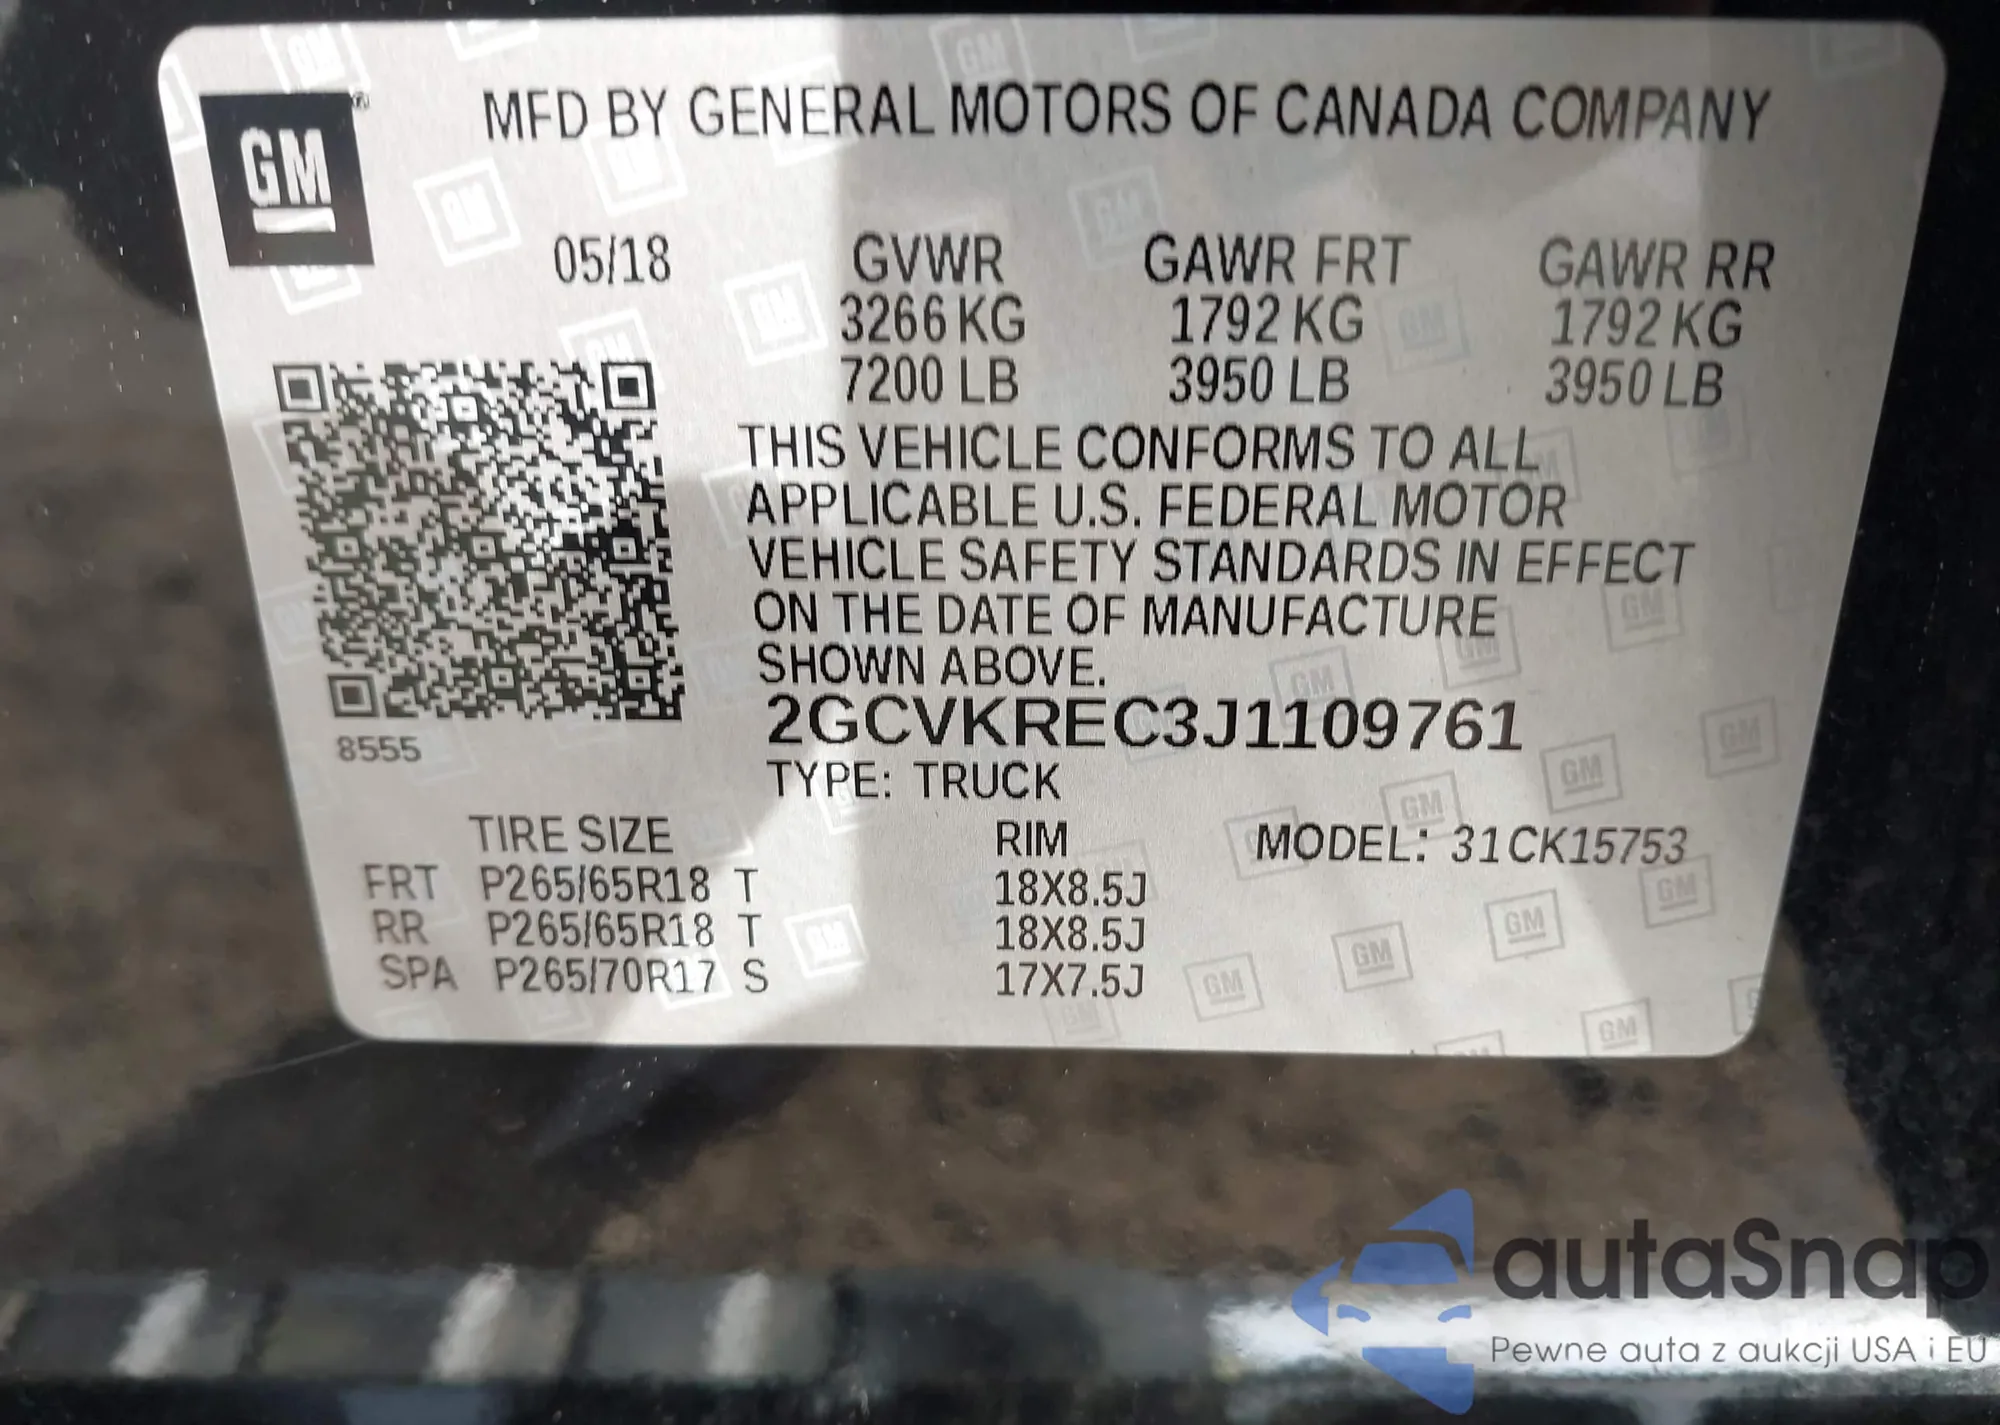 GM
MFD BY GENERAL MOTORS OF CANADA COMPANY
05/18 GVWR GAWR FRT GAWR RR
3266 KG 1792 KG 1792 KG
7200 LB 3950 LB 3950 LB
THIS VEHICLE CONFORMS TO ALL
APPLICABLE U.S. FEDERAL MOTOR
VEHICLE SAFETY STANDARDS IN EFFECT
ON THE DATE OF MANUFACTURE
SHOWN ABOVE.
2GCVKREC3J1109761
8555
TYPE: TRUCK
TIRE SIZE RIM MODEL: 31CK15753
FRT P265/65R18 T 18X8.5J
RR P265/65R18 T 18X8.5J
SPA P265/70R17 S 17X7.5J
autaSnap
Pewne auta z aukcji USA i EU